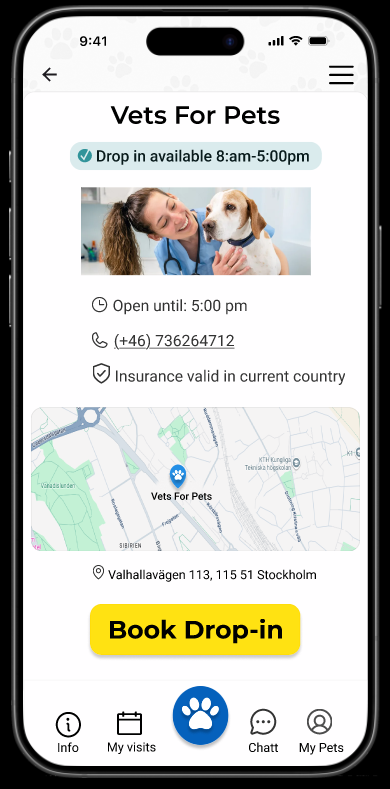 9:41
Vets For Pets
Drop in available 8:am-5:00pm
Open until: 5:00 pm
(+46) 736264712
Insurance valid in current country
KTH Kungliga
Tekniska högskolan
Vets For Pets
SIBIRIEN
Valhallavägen 113, 115 51 Stockholm
Book Drop-in
Info
My visits
Chatt
My Pets